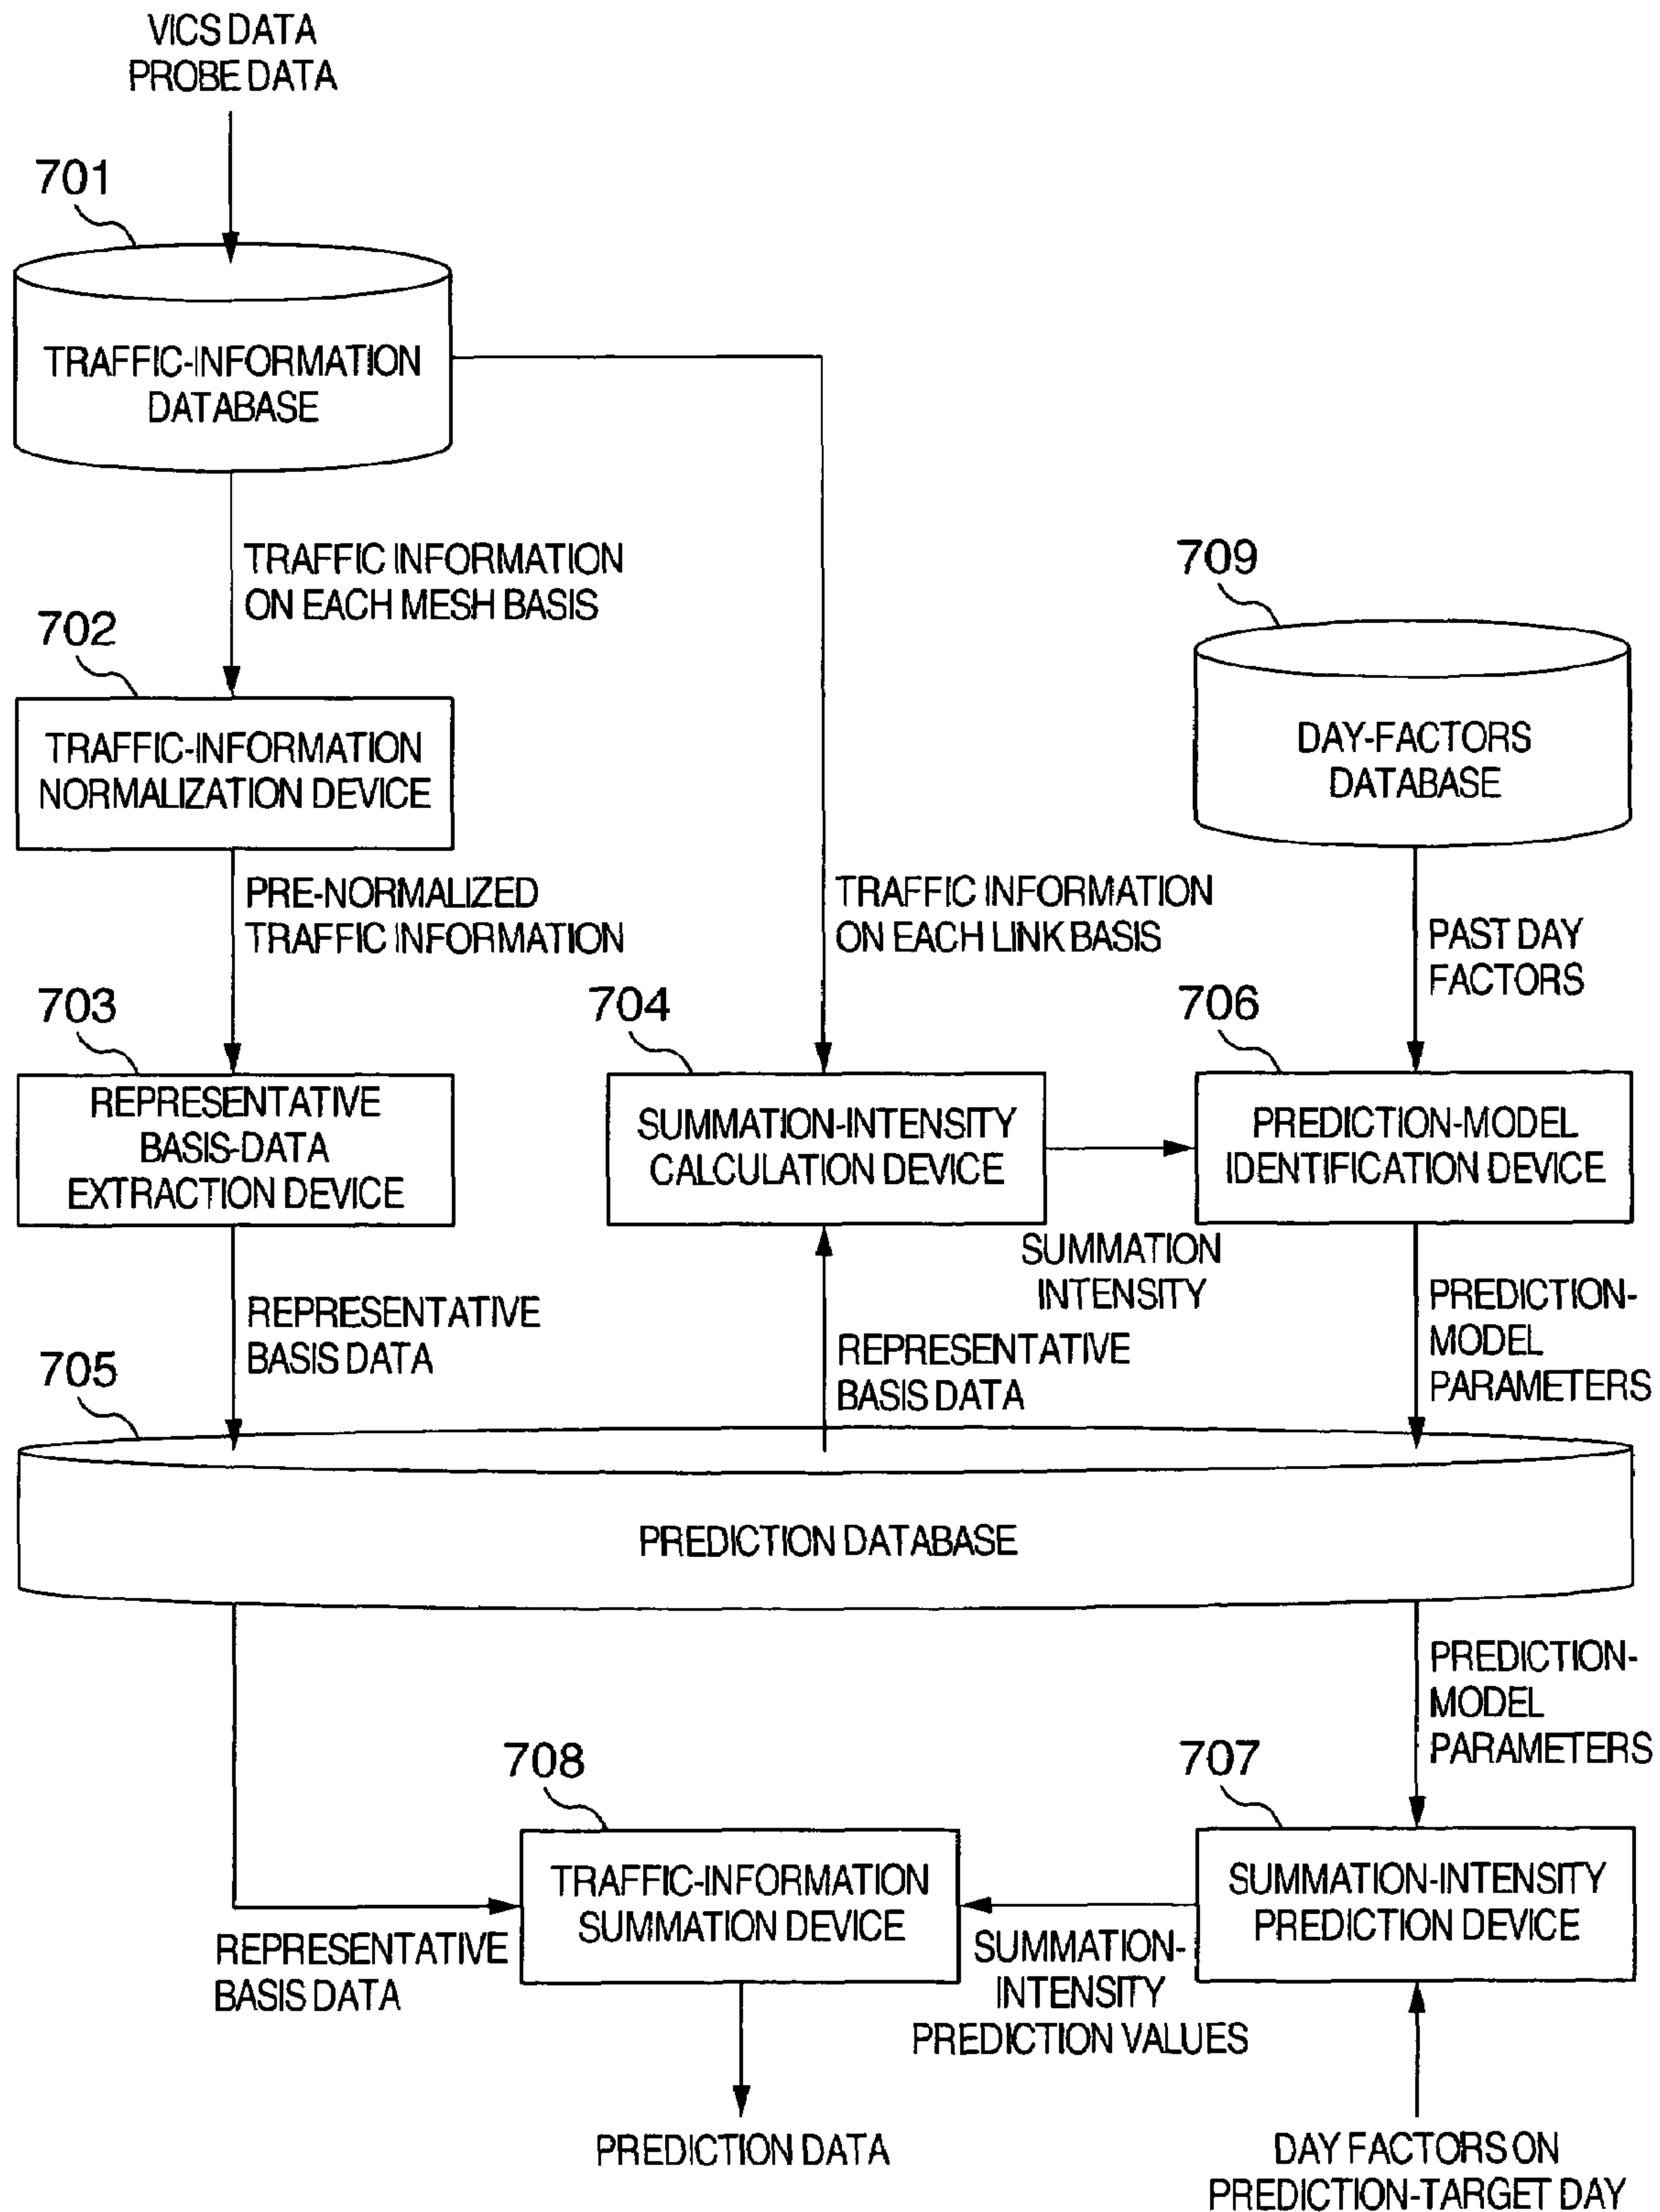 VICS DATA
PROBE DATA
701
TRAFFIC-INFORMATION
DATABASE
TRAFFIC INFORMATION
ON EACH MESH BASIS
702
TRAFFIC-INFORMATION
NORMALIZATION DEVICE
709
DAY-FACTORS
DATABASE
PRE-NORMALIZED
TRAFFIC INFORMATION
TRAFFIC INFORMATION
ON EACH LINK BASIS
PAST DAY
FACTORS
703
REPRESENTATIVE
BASIS-DATA
EXTRACTION DEVICE
704
SUMMATION-INTENSITY
CALCULATION DEVICE
706
PREDICTION-MODEL
IDENTIFICATION DEVICE
SUMMATION
INTENSITY
REPRESENTATIVE
BASIS DATA
REPRESENTATIVE
BASIS DATA
PREDICTION-
MODEL
PARAMETERS
705
PREDICTION DATABASE
PREDICTION-
MODEL
PARAMETERS
708
TRAFFIC-INFORMATION
SUMMATION DEVICE
707
SUMMATION-INTENSITY
PREDICTION DEVICE
REPRESENTATIVE
BASIS DATA
SUMMATION-
INTENSITY
PREDICTION VALUES
PREDICTION DATA
DAY FACTORS ON
PREDICTION-TARGET DAY